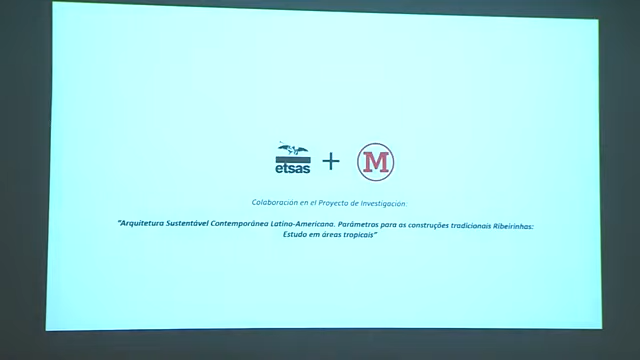 etsas + M
Colaboración en el Proyecto de Investigación:
"Arquitetura Sustentável Contemporânea Latino-Americana. Parâmetros para as construções tradicionais Ribeirinhas:
Estudo em áreas tropicais"